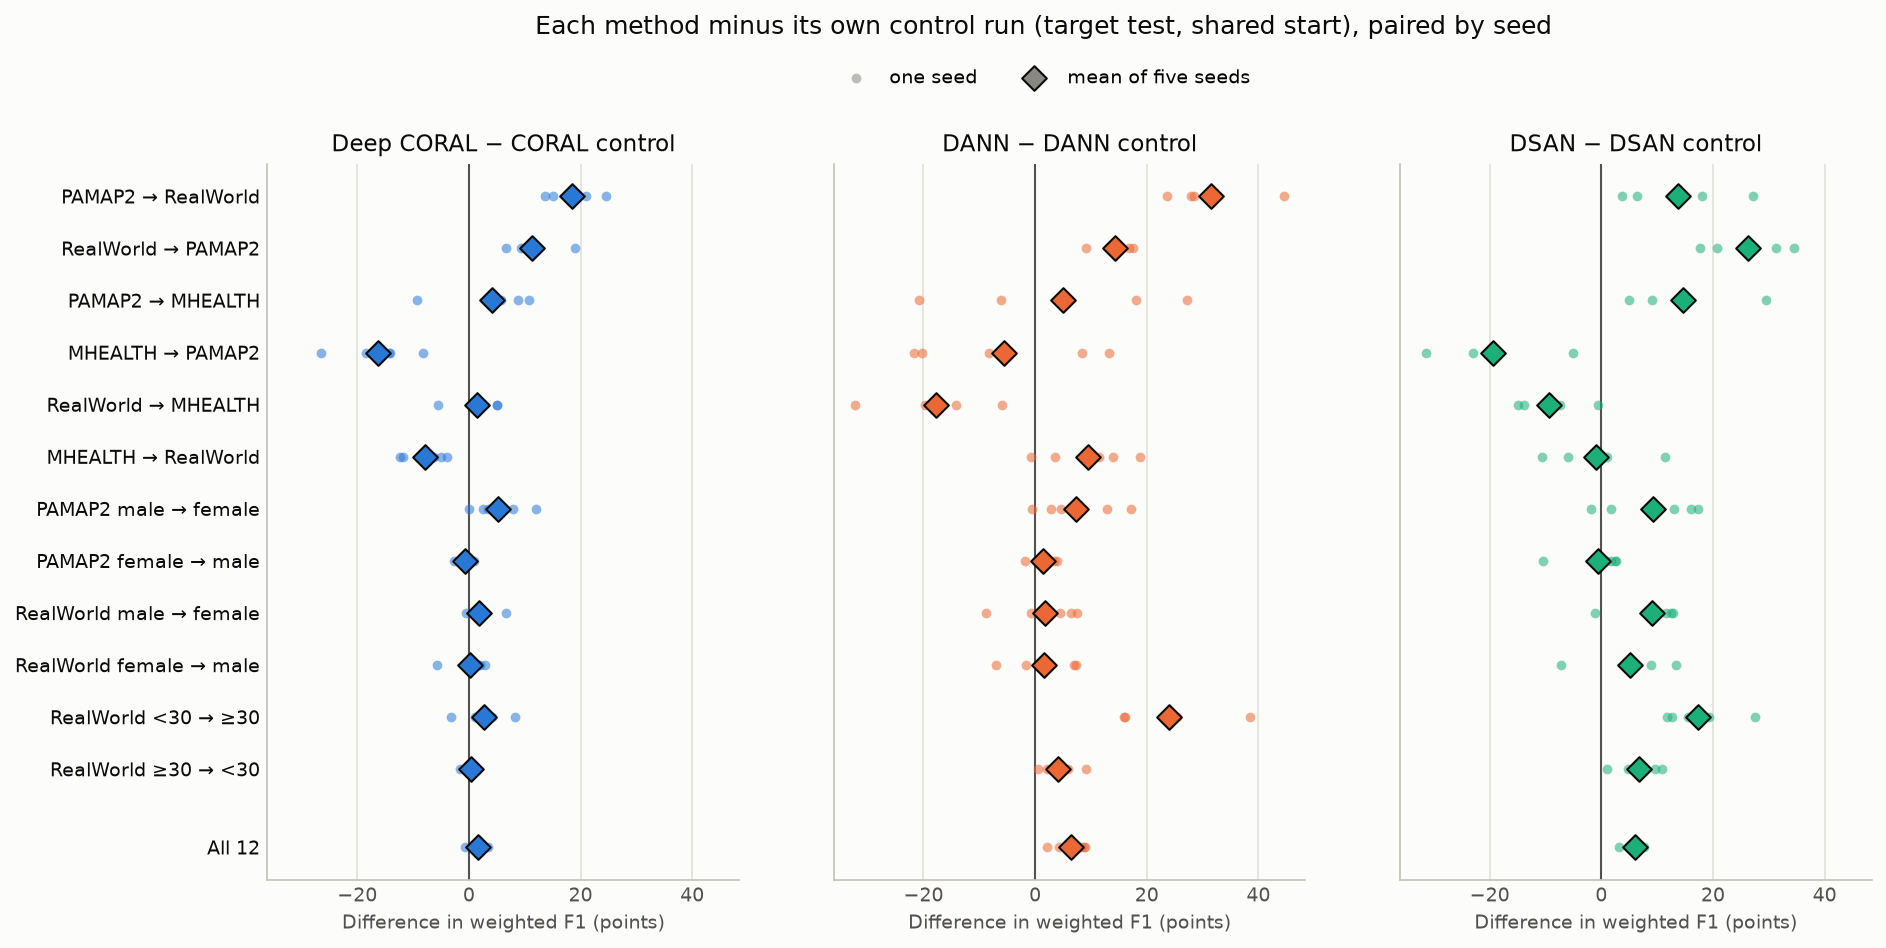 Each method minus its own control run (target test, shared start), paired by seed
one seed
mean of five seeds
Deep CORAL − CORAL control
DANN − DANN control
DSAN − DSAN control
PAMAP2 → RealWorld
RealWorld → PAMAP2
PAMAP2 → MHEALTH
MHEALTH → PAMAP2
RealWorld → MHEALTH
MHEALTH → RealWorld
PAMAP2 male → female
PAMAP2 female → male
RealWorld male → female
RealWorld female → male
RealWorld <30 → ≥30
RealWorld ≥30 → <30
All 12
−20 0 20 40
−20 0 20 40
−20 0 20 40
Difference in weighted F1 (points)
Difference in weighted F1 (points)
Difference in weighted F1 (points)